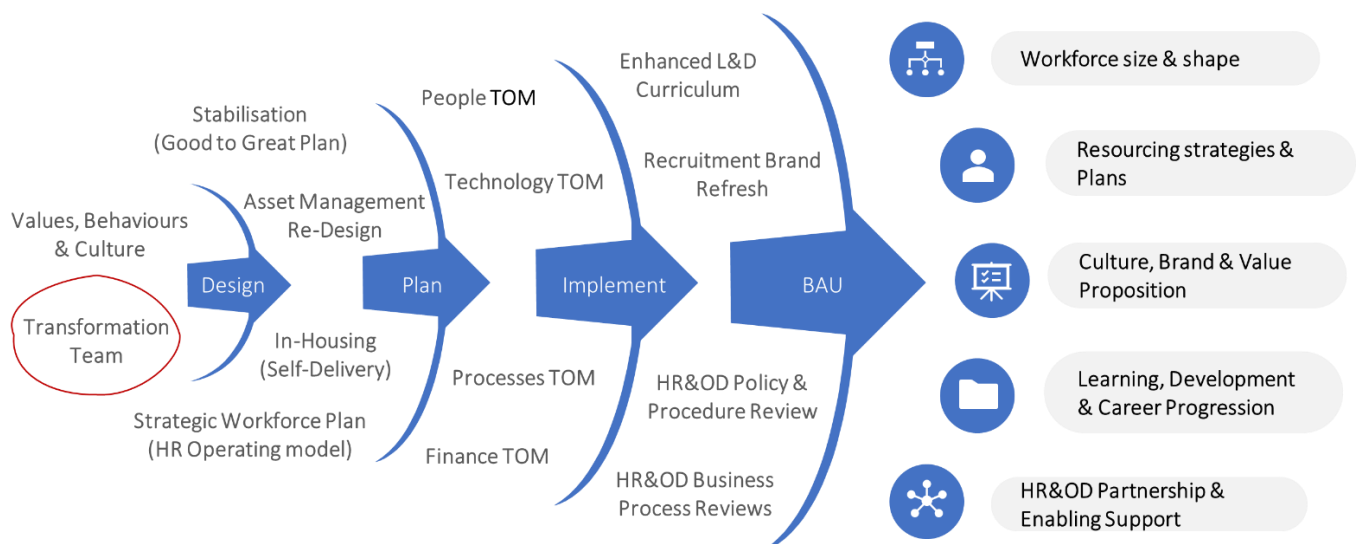 Values, Behaviours
& Culture
Transformation
Team
Design
Stabilisation
(Good to Great Plan)
Asset Management
Re-Design
In-Housing
(Self-Delivery)
Strategic Workforce Plan
(HR Operating model)
Plan
People TOM
Technology TOM
Processes TOM
Finance TOM
Implement
Enhanced L&D
Curriculum
Recruitment Brand
Refresh
HR&OD Policy &
Procedure Review
HR&OD Business
Process Reviews
BAU
Workforce size & shape
Resourcing strategies &
Plans
Culture, Brand & Value
Proposition
Learning, Development
& Career Progression
HR&OD Partnership &
Enabling Support